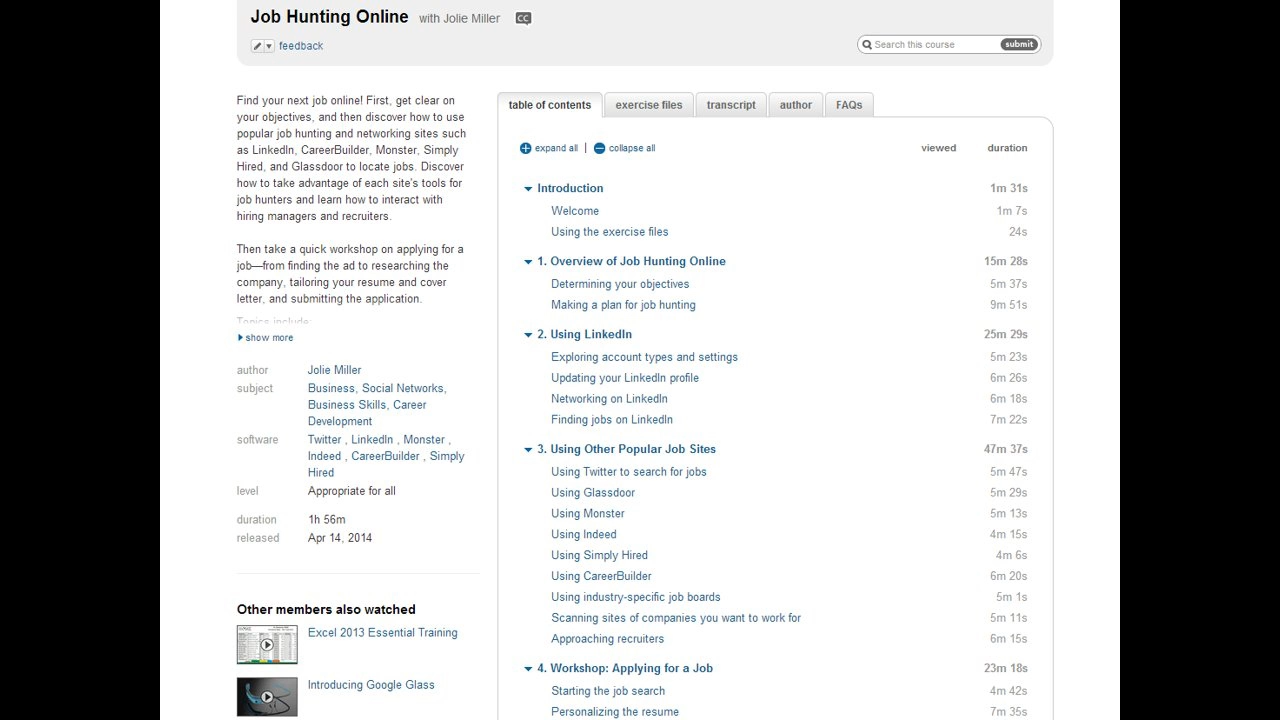 Job Hunting Online with Jolie Miller CC
feedback
Search this course submit
Find your next job online! First, get clear on
your objectives, and then discover how to use
popular job hunting and networking sites such
as LinkedIn, CareerBuilder, Monster, Simply
Hired, and Glassdoor to locate jobs. Discover
how to take advantage of each site's tools for
job hunters and learn how to interact with
hiring managers and recruiters.
Then take a quick workshop on applying for a
job—from finding the ad to researching the
company, tailoring your resume and cover
letter, and submitting the application.
Topics include:
show more
author Jolie Miller
subject Business, Social Networks,
Business Skills, Career
Development
software Twitter , LinkedIn , Monster ,
Indeed , CareerBuilder , Simply
Hired
level Appropriate for all
duration 1h 56m
released Apr 14, 2014
Other members also watched
Excel 2013 Essential Training
Introducing Google Glass
table of contents exercise files transcript author FAQs
expand all | collapse all viewed duration
Introduction 1m 31s
Welcome 1m 7s
Using the exercise files 24s
1. Overview of Job Hunting Online 15m 28s
Determining your objectives 5m 37s
Making a plan for job hunting 9m 51s
2. Using LinkedIn 25m 29s
Exploring account types and settings 5m 23s
Updating your LinkedIn profile 6m 26s
Networking on LinkedIn 6m 18s
Finding jobs on LinkedIn 7m 22s
3. Using Other Popular Job Sites 47m 37s
Using Twitter to search for jobs 5m 47s
Using Glassdoor 5m 29s
Using Monster 5m 13s
Using Indeed 4m 15s
Using Simply Hired 4m 6s
Using CareerBuilder 6m 20s
Using industry-specific job boards 5m 1s
Scanning sites of companies you want to work for 5m 11s
Approaching recruiters 6m 15s
4. Workshop: Applying for a Job 23m 18s
Starting the job search 4m 42s
Personalizing the resume 7m 35s